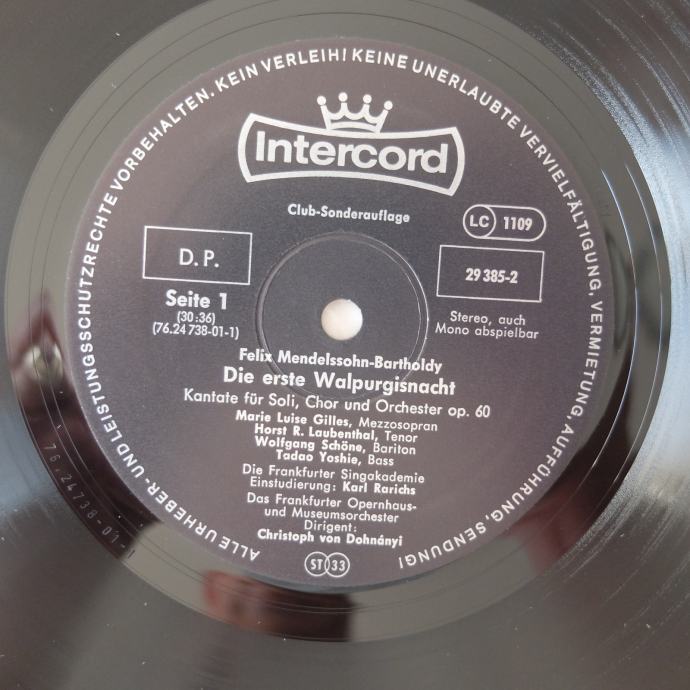 ALLE URHEBER- UND LEISTUNGSSCHUTZRECHTE VORBEHALTEN. KEIN VERLEIH! KEINE UNERLAUBTE VERVIELFÄLTIGUNG, VERMIETUNG, AUFFÜHRUNG, SENDUNG!
Intercord
Club-Sonderauflage
LC 1109
D.P.
29 385-2
Seite 1
(30:36)
(76.24 738-01-1)
Stereo, auch
Mono abspielbar
Felix Mendelssohn-Bartholdy
Die erste Walpurgisnacht
Kantate für Soli, Chor und Orchester op. 60
Marie Luise Gilles, Mezzosopran
Horst R. Laubenthal, Tenor
Wolfgang Schöne, Bariton
Tadao Yoshie, Bass
Die Frankfurter Singakademie
Einstudierung: Karl Rarichs
Das Frankfurter Opernhaus-
und Museumsorchester
Dirigent:
Christoph von Dohnányi
ST 33
76.24738-01-